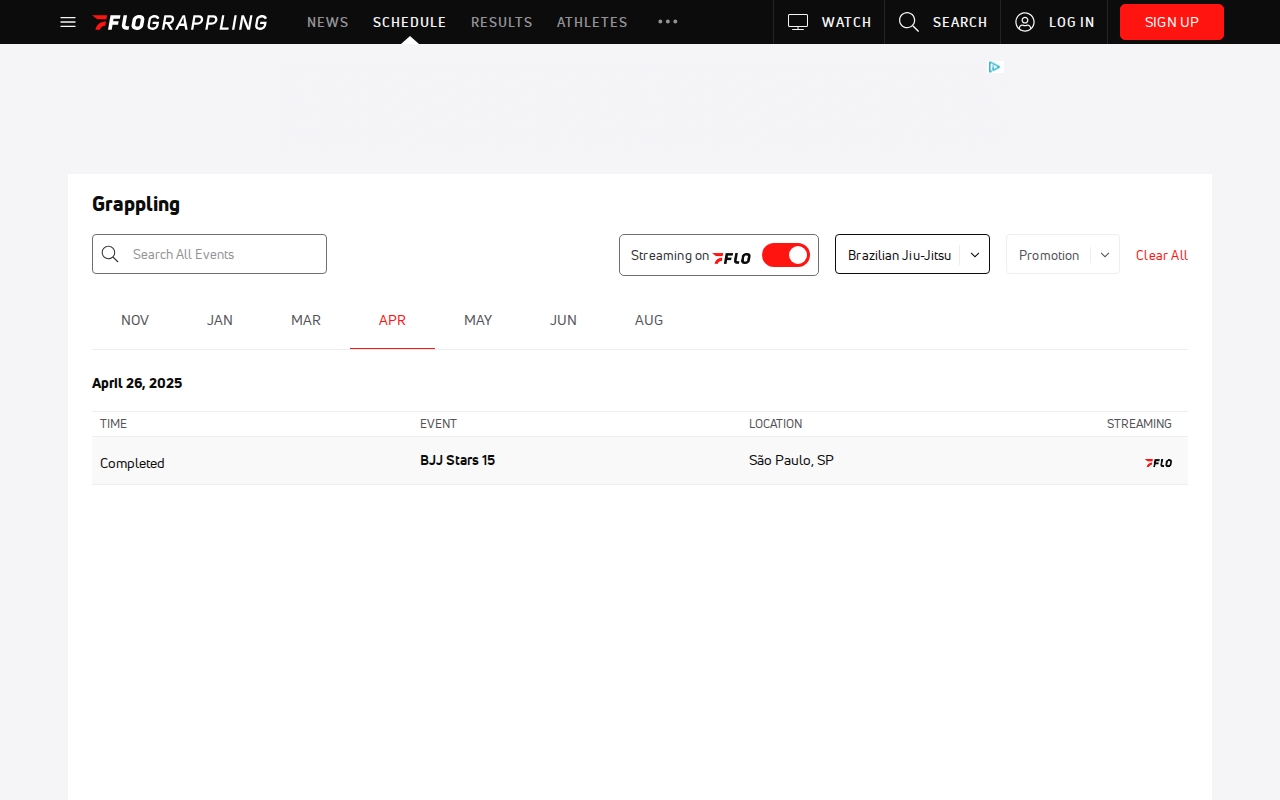 FLOGRAPPLING NEWS SCHEDULE RESULTS ATHLETES WATCH SEARCH LOG IN SIGN UP
Grappling
Search All Events Streaming on FLO Brazilian Jiu-Jitsu Promotion Clear All
NOV JAN MAR APR MAY JUN AUG
April 26, 2025
TIME EVENT LOCATION STREAMING
Completed BJJ Stars 15 São Paulo, SP FLO